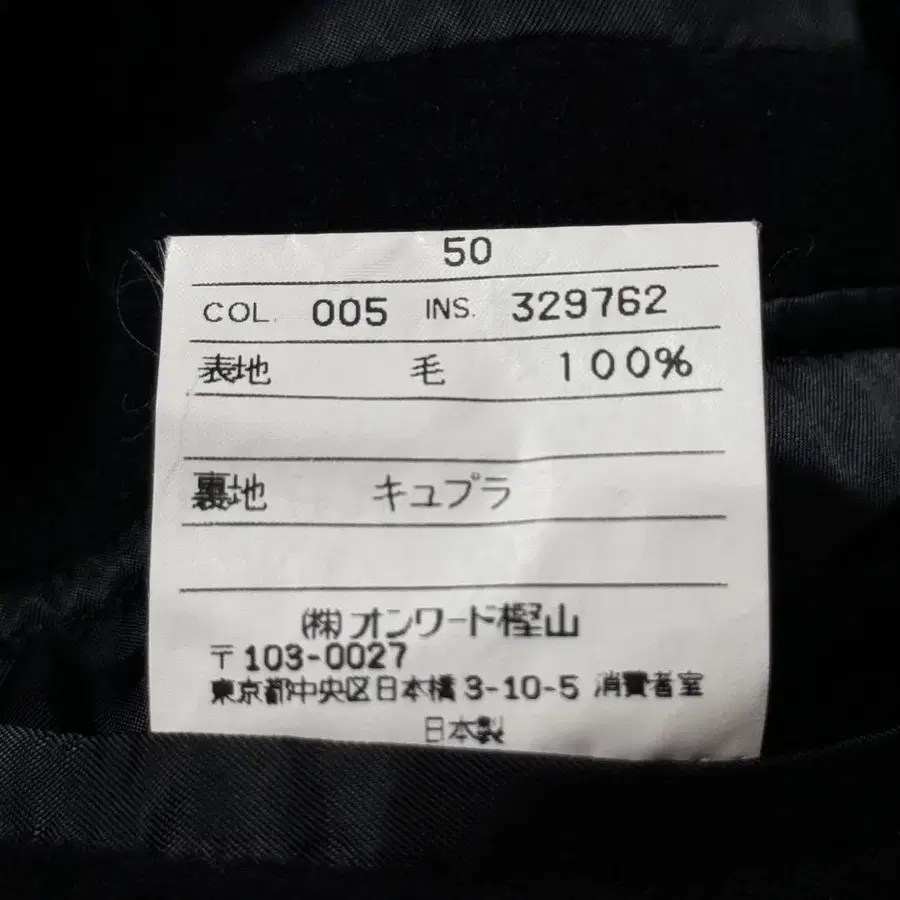 50
COL. 005 INS. 329762
表地 毛 100%
裏地 キュプラ
(株)オンワード樫山
〒103-0027
東京都中央区日本橋3-10-5 消費者室
日本製